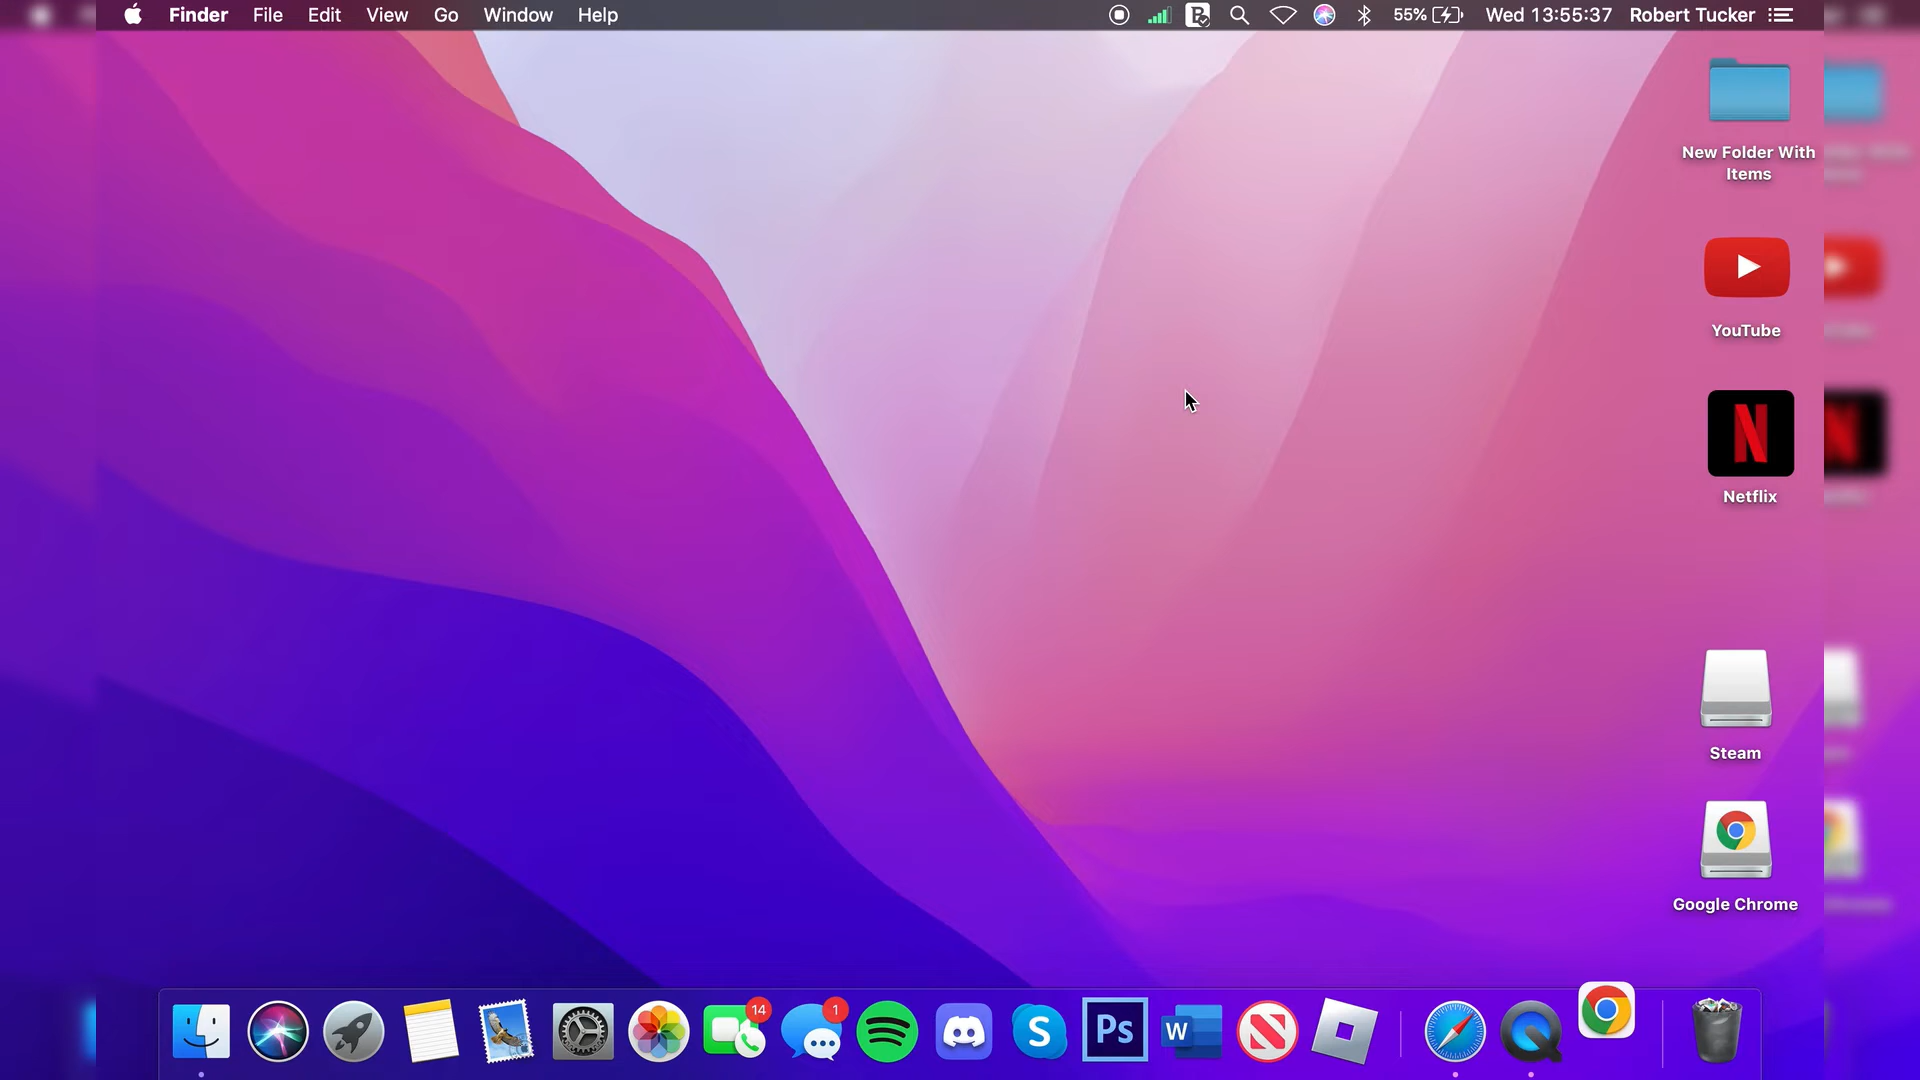 Finder File Edit View Go Window Help 55% Wed 13:55:37 Robert Tucker
New Folder With
Items
YouTube
N
Netflix
Steam
Google Chrome
14
1
S
Ps
W
N